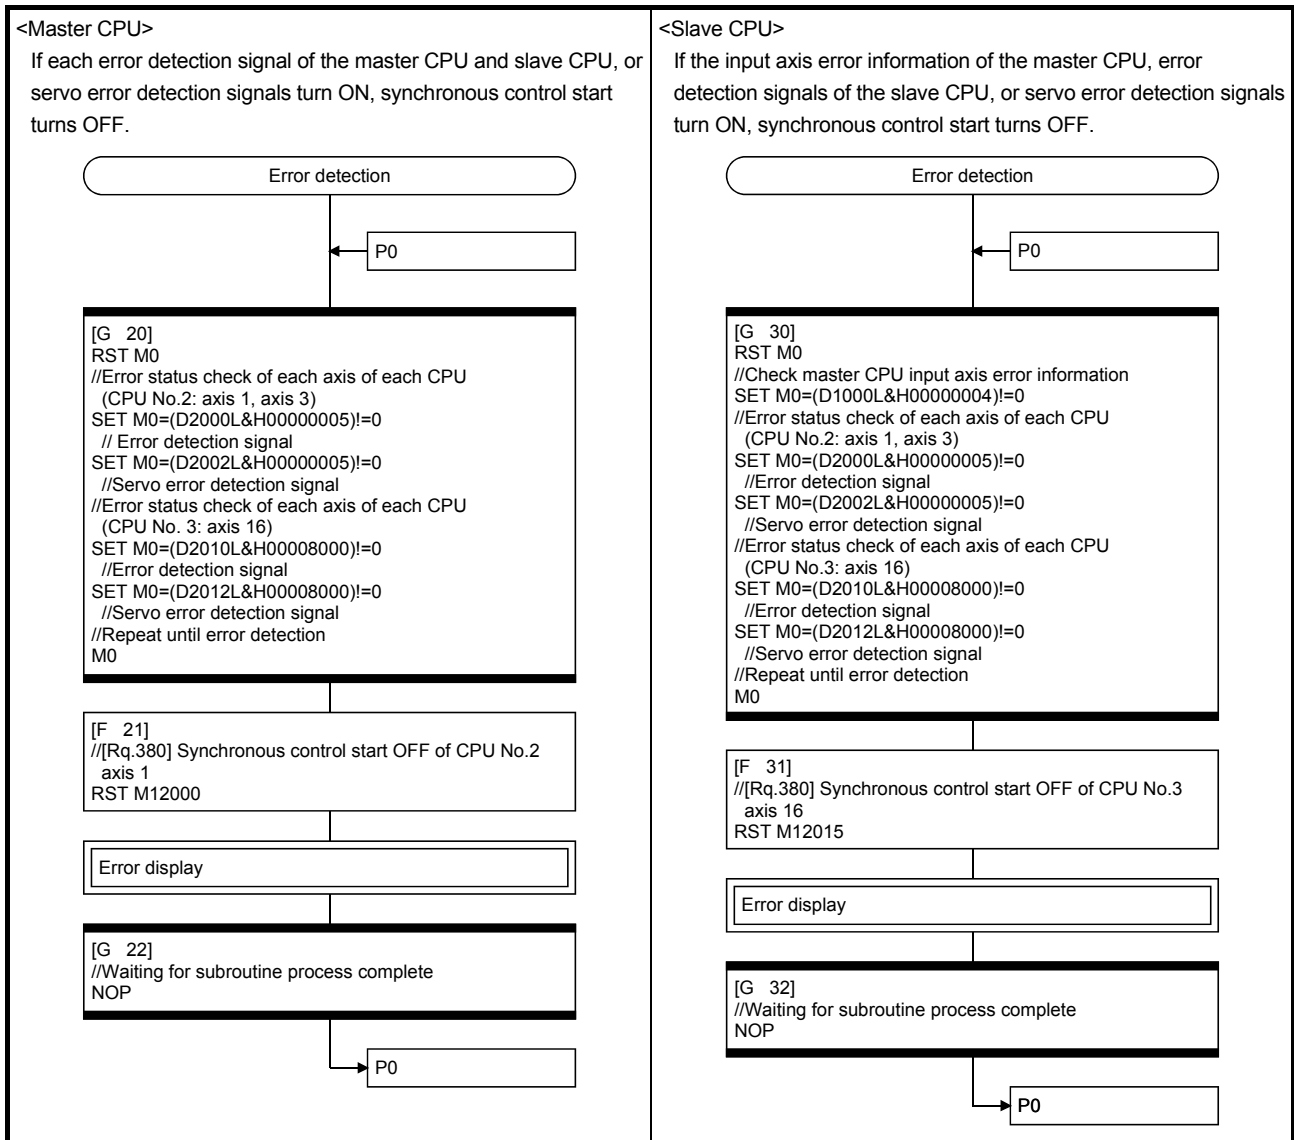 <Master CPU>
If each error detection signal of the master CPU and slave CPU, or
servo error detection signals turn ON, synchronous control start
turns OFF.
Error detection
P0
[G 20]
RST M0
//Error status check of each axis of each CPU
(CPU No.2: axis 1, axis 3)
SET M0=(D2000L&H00000005)!=0
// Error detection signal
SET M0=(D2002L&H00000005)!=0
//Servo error detection signal
//Error status check of each axis of each CPU
(CPU No. 3: axis 16)
SET M0=(D2010L&H00008000)!=0
//Error detection signal
SET M0=(D2012L&H00008000)!=0
//Servo error detection signal
//Repeat until error detection
M0
[F 21]
//[Rq.380] Synchronous control start OFF of CPU No.2
axis 1
RST M12000
Error display
[G 22]
//Waiting for subroutine process complete
NOP
P0
<Slave CPU>
If the input axis error information of the master CPU, error
detection signals of the slave CPU, or servo error detection signals
turn ON, synchronous control start turns OFF.
Error detection
P0
[G 30]
RST M0
//Check master CPU input axis error information
SET M0=(D1000L&H00000004)!=0
//Error status check of each axis of each CPU
(CPU No.2: axis 1, axis 3)
SET M0=(D2000L&H00000005)!=0
//Error detection signal
SET M0=(D2002L&H00000005)!=0
//Servo error detection signal
//Error status check of each axis of each CPU
(CPU No.3: axis 16)
SET M0=(D2010L&H00008000)!=0
//Error detection signal
SET M0=(D2012L&H00008000)!=0
//Servo error detection signal
//Repeat until error detection
M0
[F 31]
//[Rq.380] Synchronous control start OFF of CPU No.3
axis 16
RST M12015
Error display
[G 32]
//Waiting for subroutine process complete
NOP
P0